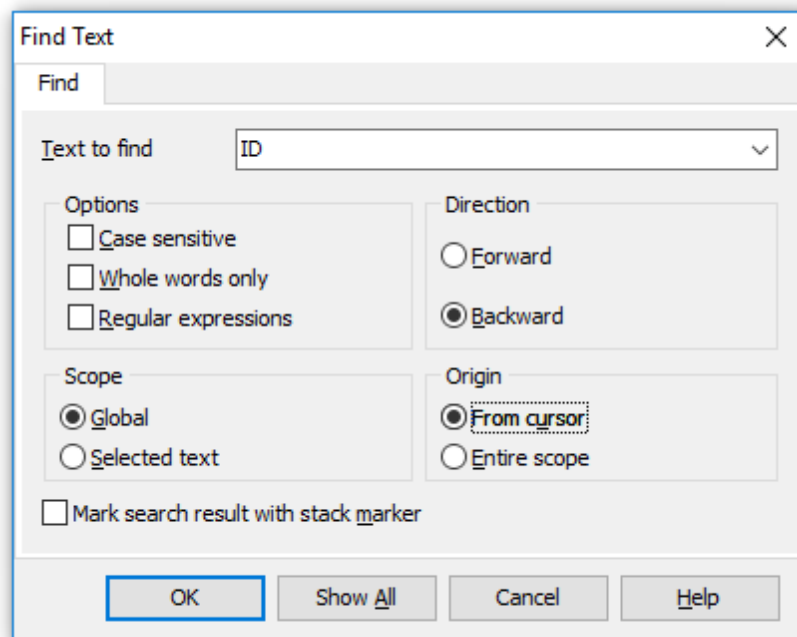 Find Text
Find
Text to find
ID
Options
Case sensitive
Whole words only
Regular expressions
Direction
Forward
Backward
Scope
Global
Selected text
Origin
From cursor
Entire scope
Mark search result with stack marker
OK
Show All
Cancel
Help